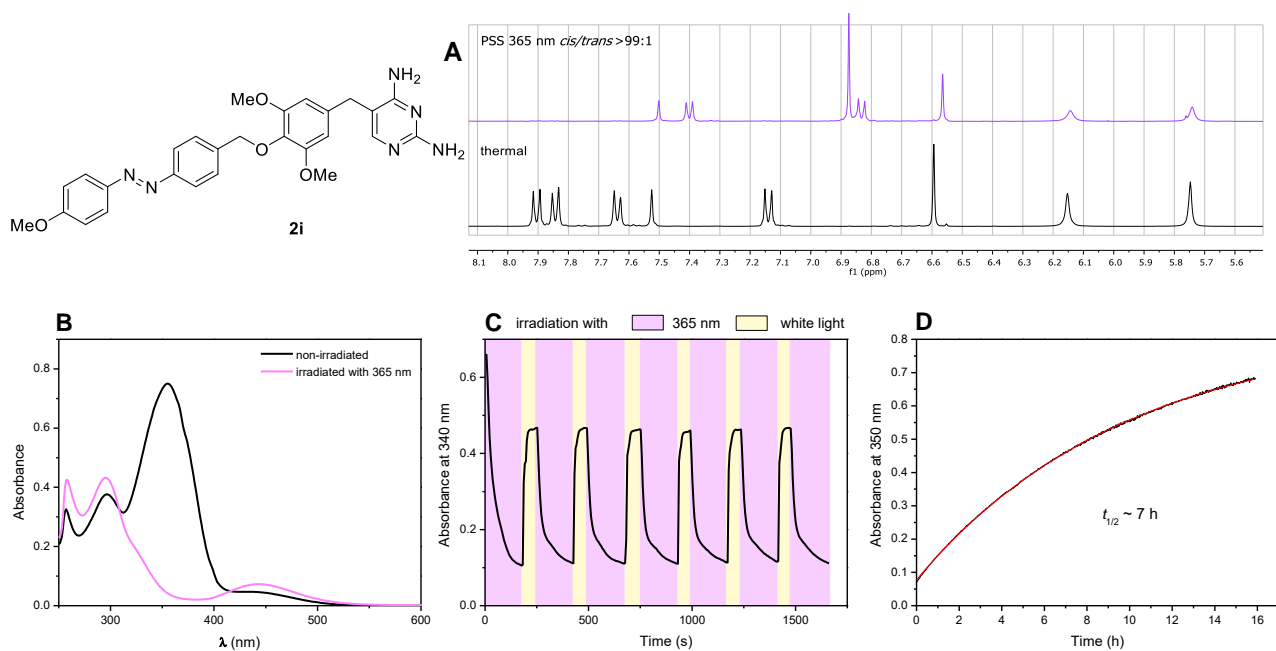 A
PSS 365 nm cis/trans >99:1
thermal
8.1 8.0 7.9 7.8 7.7 7.6 7.5 7.4 7.3 7.2 7.1 7.0 6.9 6.8 6.7 6.6 6.5 6.4 6.3 6.2 6.1 6.0 5.9 5.8 5.7 5.6
f1 (ppm)
NH2
MeO
N
N
NH2
O
OMe
N
N
MeO
2i
B
non-irradiated
irradiated with 365 nm
Absorbance
0.8
0.6
0.4
0.2
0.0
300 400 500 600
λ (nm)
C
irradiation with 365 nm white light
Absorbance at 340 nm
0.6
0.4
0.2
0.0
0 500 1000 1500
Time (s)
D
Absorbance at 350 nm
0.8
0.7
0.6
0.5
0.4
0.3
0.2
0.1
0.0
t1/2 ~ 7 h
0 2 4 6 8 10 12 14 16
Time (h)